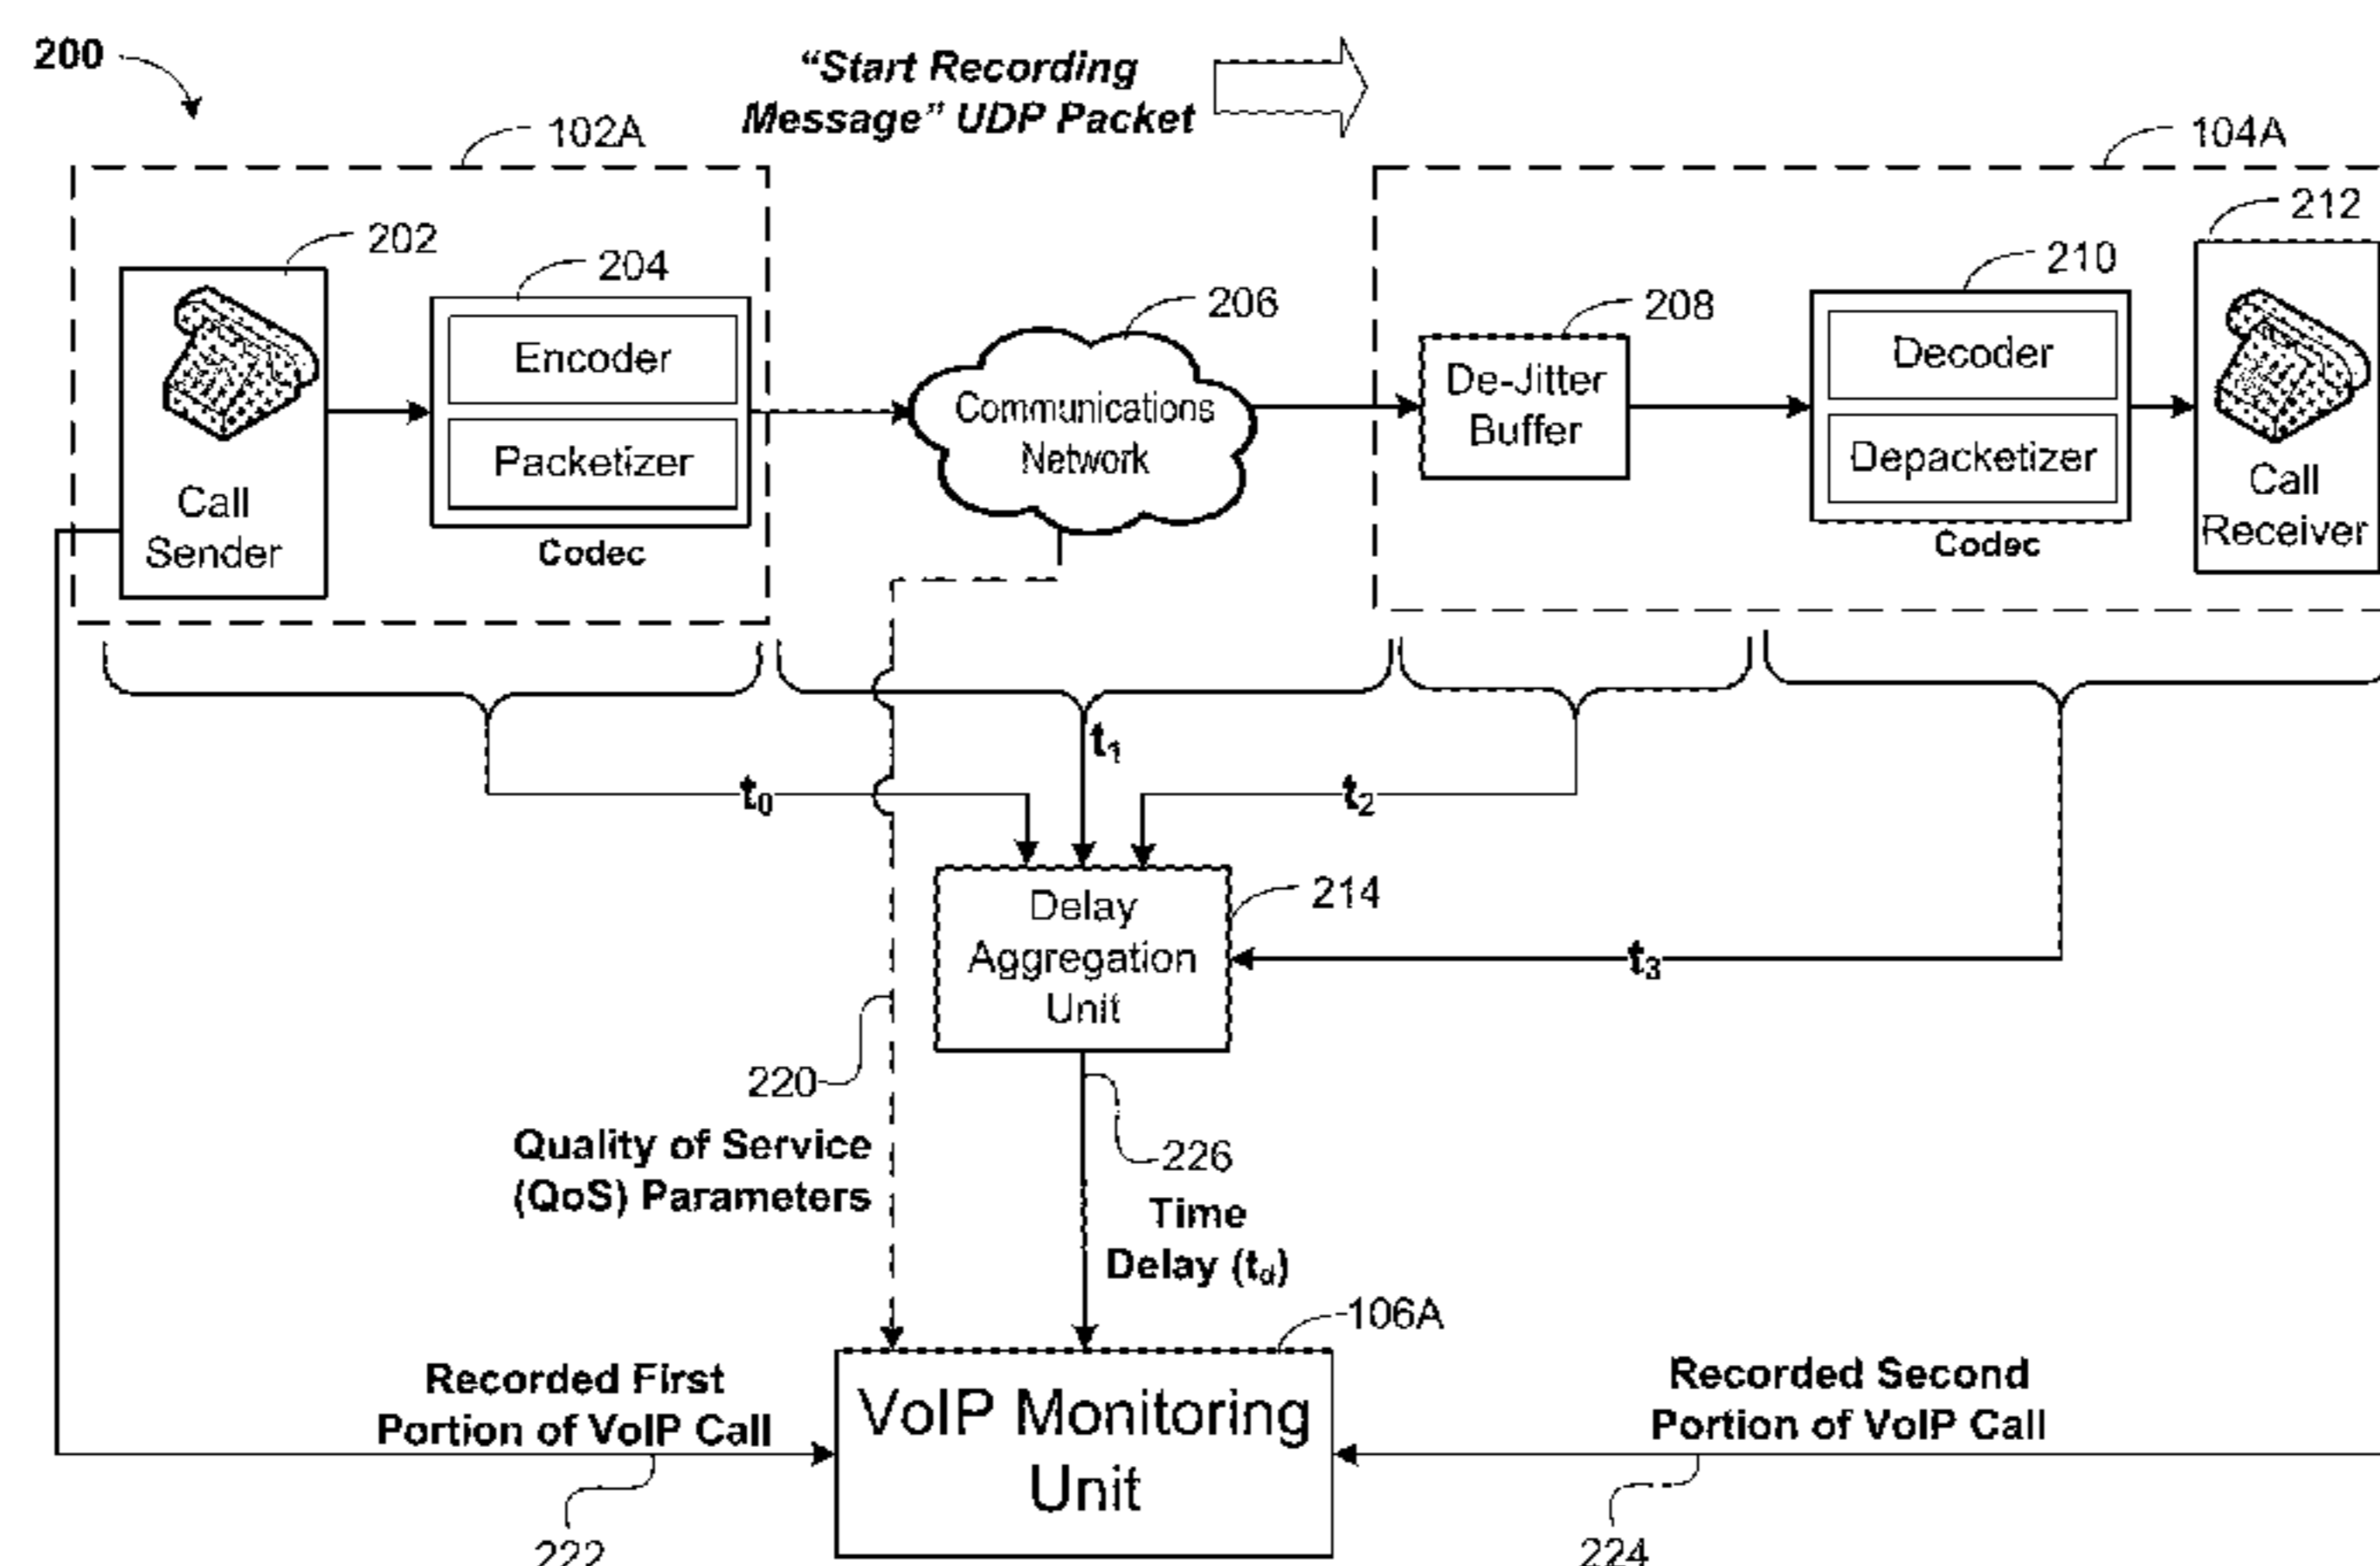 200
“Start Recording
Message” UDP Packet
102A
104A
202
204
206
208
210
212
Encoder
Packetizer
Codec
Call
Sender
Communications
Network
De-Jitter
Buffer
Decoder
Depacketizer
Codec
Call
Receiver
t0
t1
t2
t3
Delay
Aggregation
Unit
214
220
Quality of Service
(QoS) Parameters
226
Time
Delay (td)
106A
Recorded First
Portion of VoIP Call
222
VoIP Monitoring
Unit
Recorded Second
Portion of VoIP Call
224